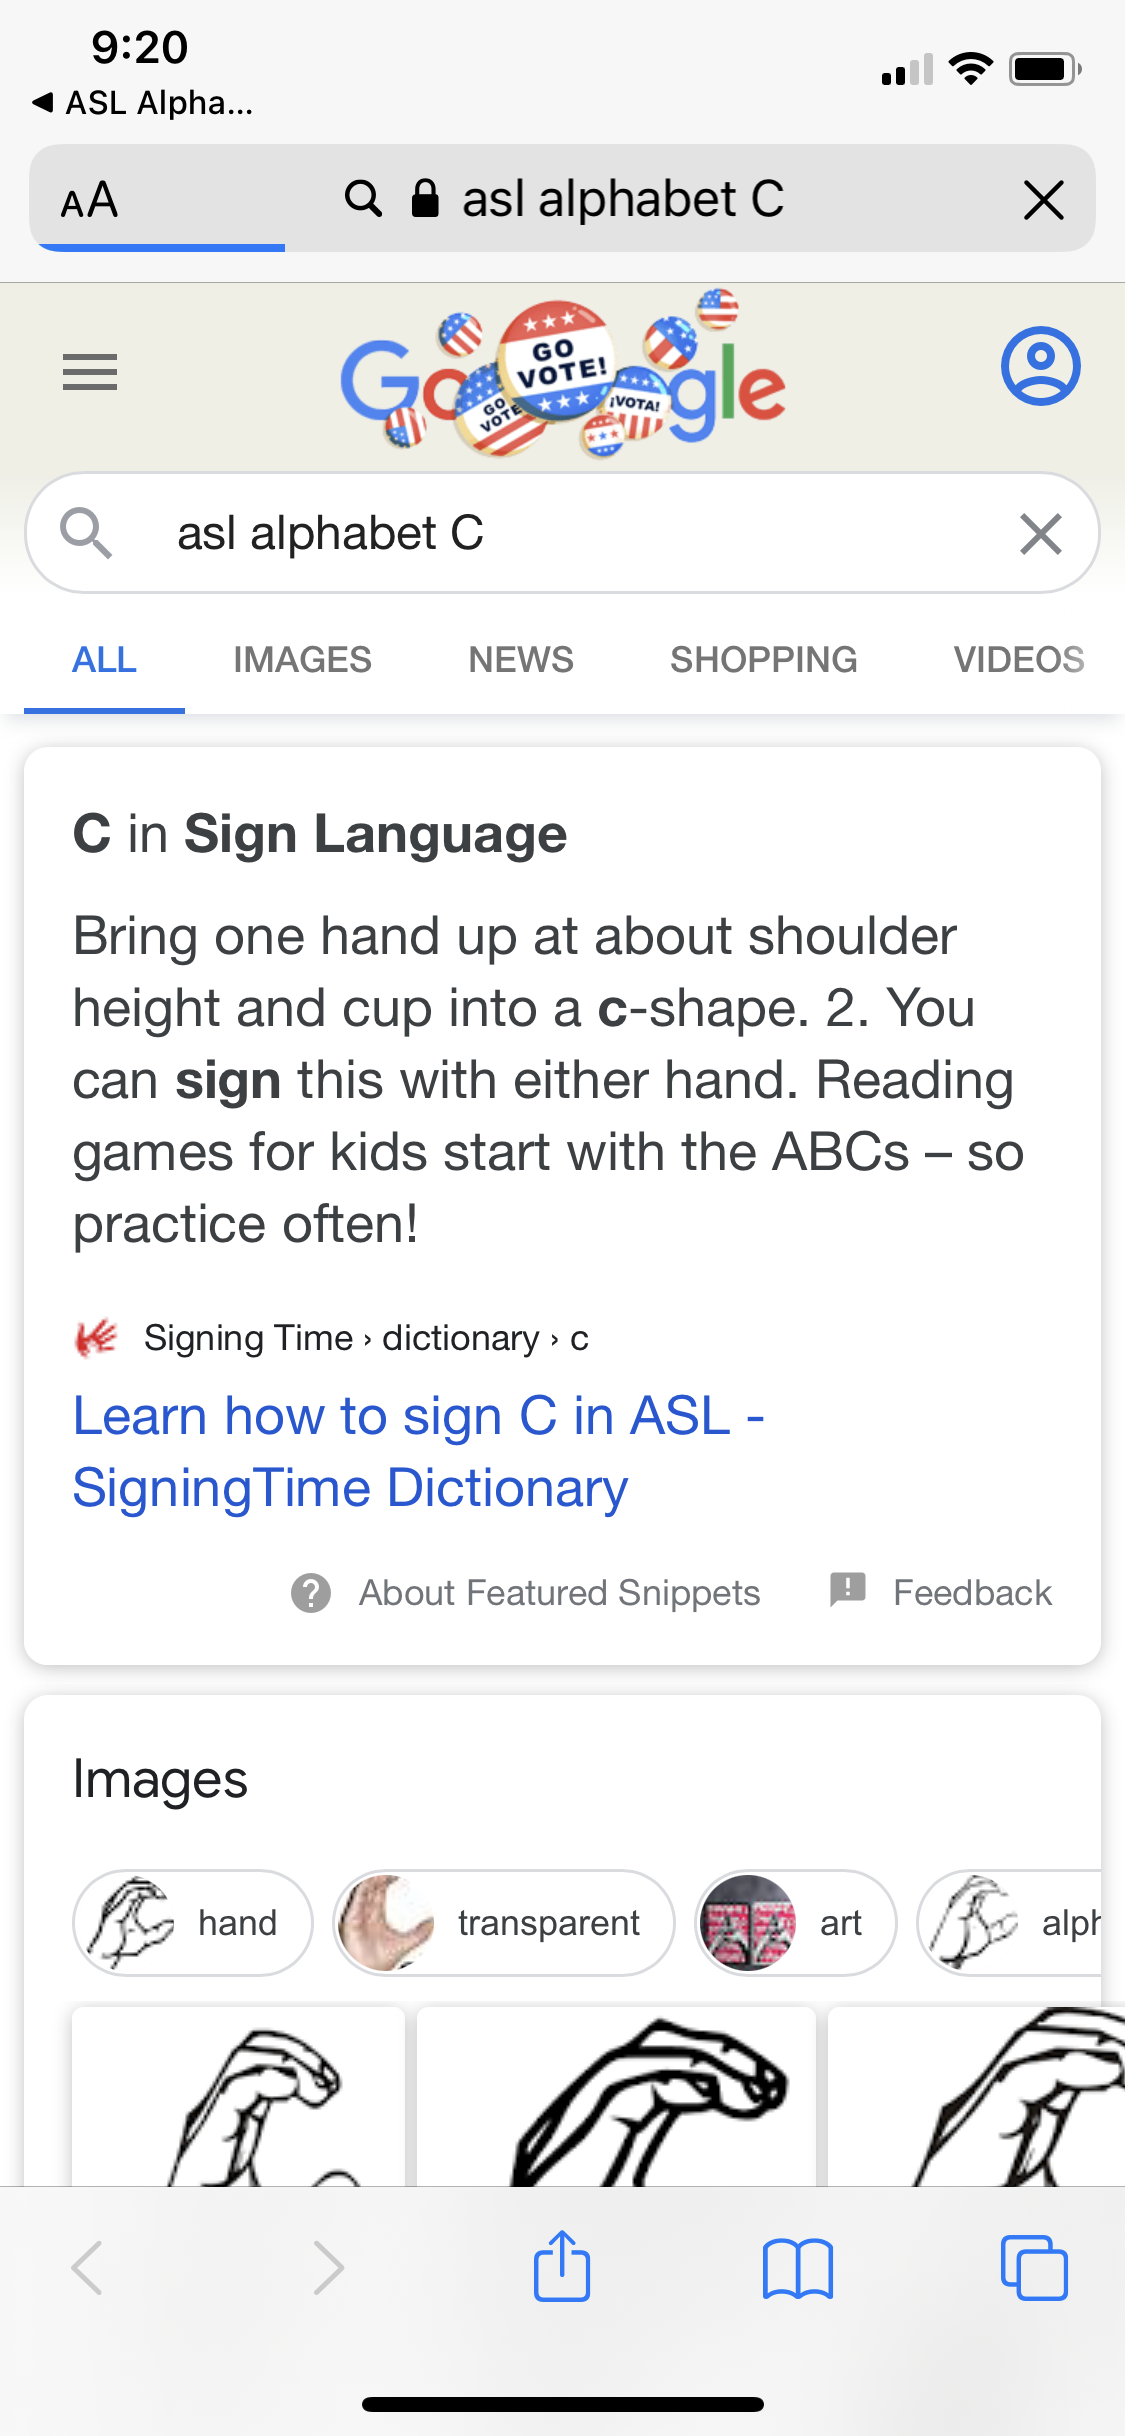 9:20
ASL Alpha...
AA asl alphabet C
Google
GO VOTE!
GO VOTE
¡VOTA!
asl alphabet C
ALL IMAGES NEWS SHOPPING VIDEOS
C in Sign Language
Bring one hand up at about shoulder
height and cup into a c-shape. 2. You
can sign this with either hand. Reading
games for kids start with the ABCs – so
practice often!
Signing Time › dictionary › c
Learn how to sign C in ASL -
SigningTime Dictionary
? About Featured Snippets ! Feedback
Images
hand transparent art alph